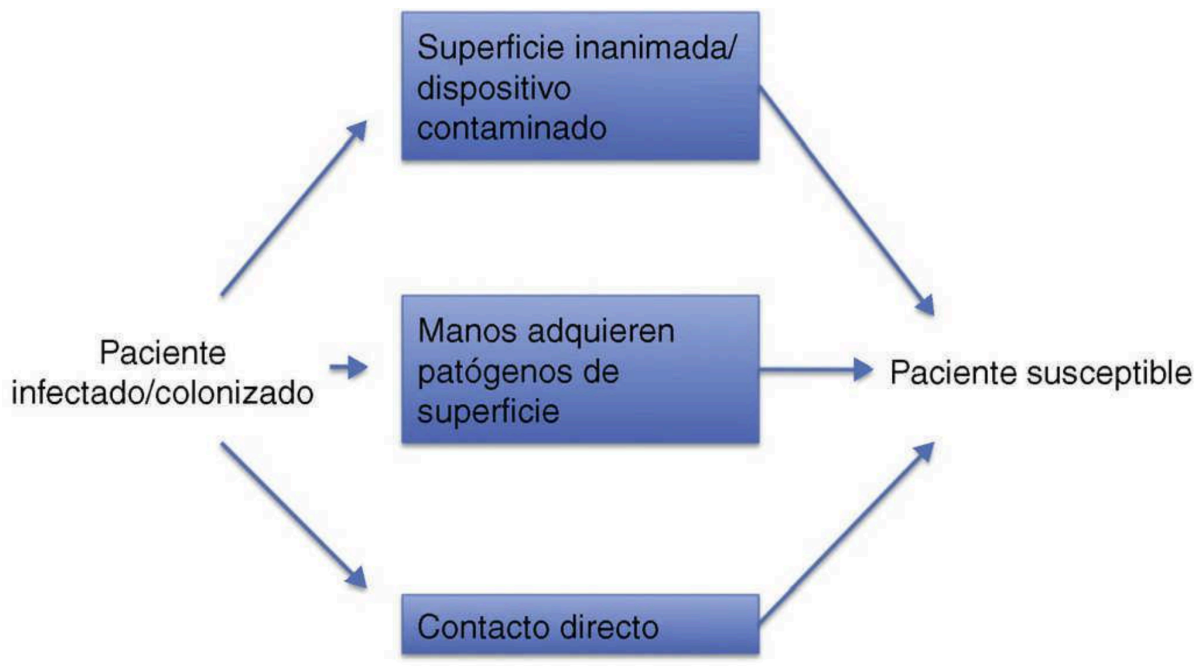 Superficie inanimada/
dispositivo
contaminado
Paciente
infectado/colonizado
Manos adquieren
patógenos de
superficie
Paciente susceptible
Contacto directo